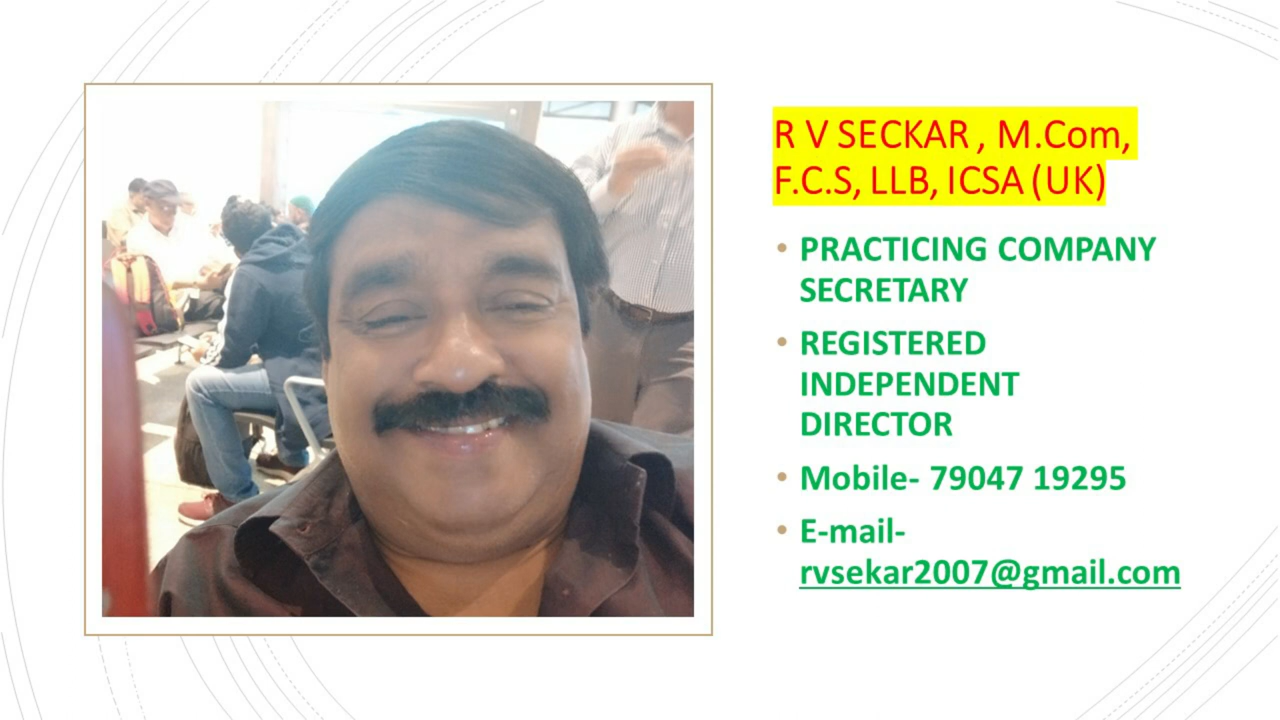 R V SECKAR , M.Com,
F.C.S, LLB, ICSA (UK)
• PRACTICING COMPANY
SECRETARY
• REGISTERED
INDEPENDENT
DIRECTOR
• Mobile- 79047 19295
• E-mail-
rvsekar2007@gmail.com